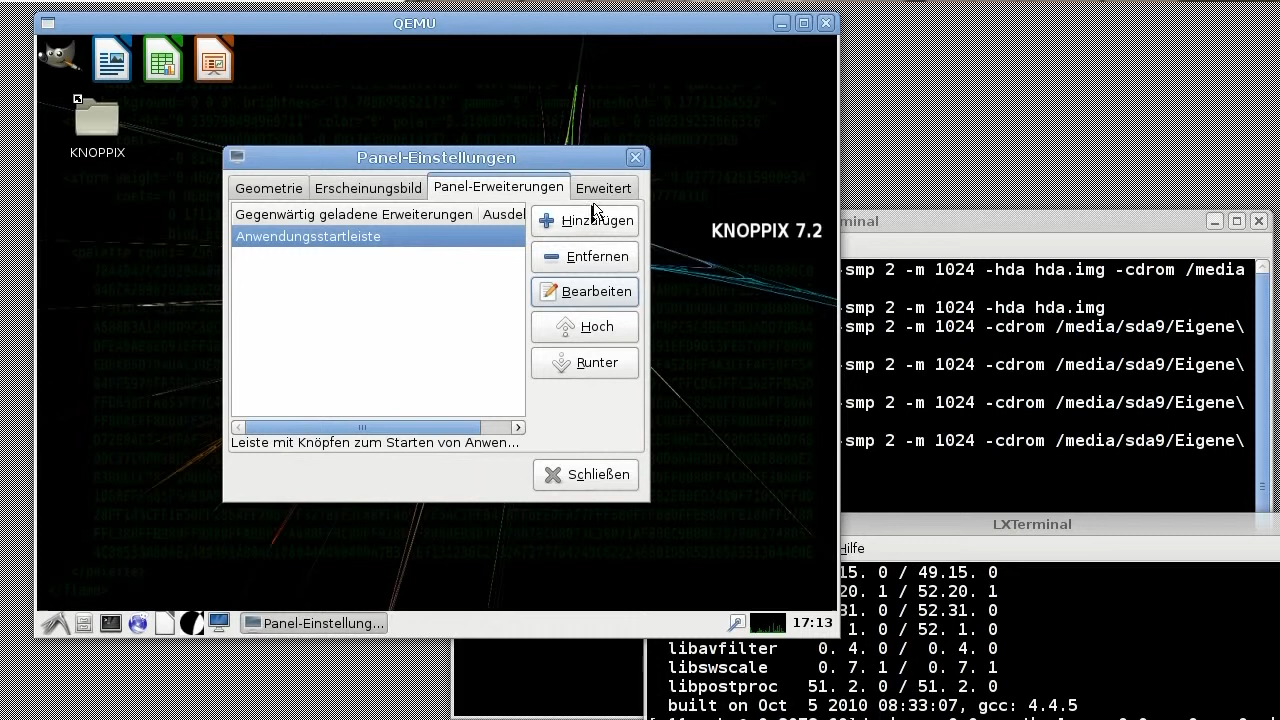 QEMU
KNOPPIX
KNOPPIX 7.2
Panel-Einstellungen
Geometrie
Erscheinungsbild
Panel-Erweiterungen
Erweitert
Gegenwärtig geladene Erweiterungen
Ausdel
Anwendungsstartleiste
Hinzufügen
Entfernen
Bearbeiten
Hoch
Runter
Leiste mit Knöpfen zum Starten von Anwen...
Schließen
Panel-Einstellung...
17:13
minal
smp 2 -m 1024 -hda hda.img -cdrom /media
smp 2 -m 1024 -hda hda.img
smp 2 -m 1024 -cdrom /media/sda9/Eigene\
smp 2 -m 1024 -cdrom /media/sda9/Eigene\
smp 2 -m 1024 -cdrom /media/sda9/Eigene\
smp 2 -m 1024 -cdrom /media/sda9/Eigene\
LXTerminal
Hilfe
15. 0 / 49.15. 0
20. 1 / 52.20. 1
31. 0 / 52.31. 0
1. 0 / 52. 1. 0
libavfilter 0. 4. 0 / 0. 4. 0
libswscale 0. 7. 1 / 0. 7. 1
libpostproc 51. 2. 0 / 51. 2. 0
built on Oct 5 2010 08:33:07, gcc: 4.4.5